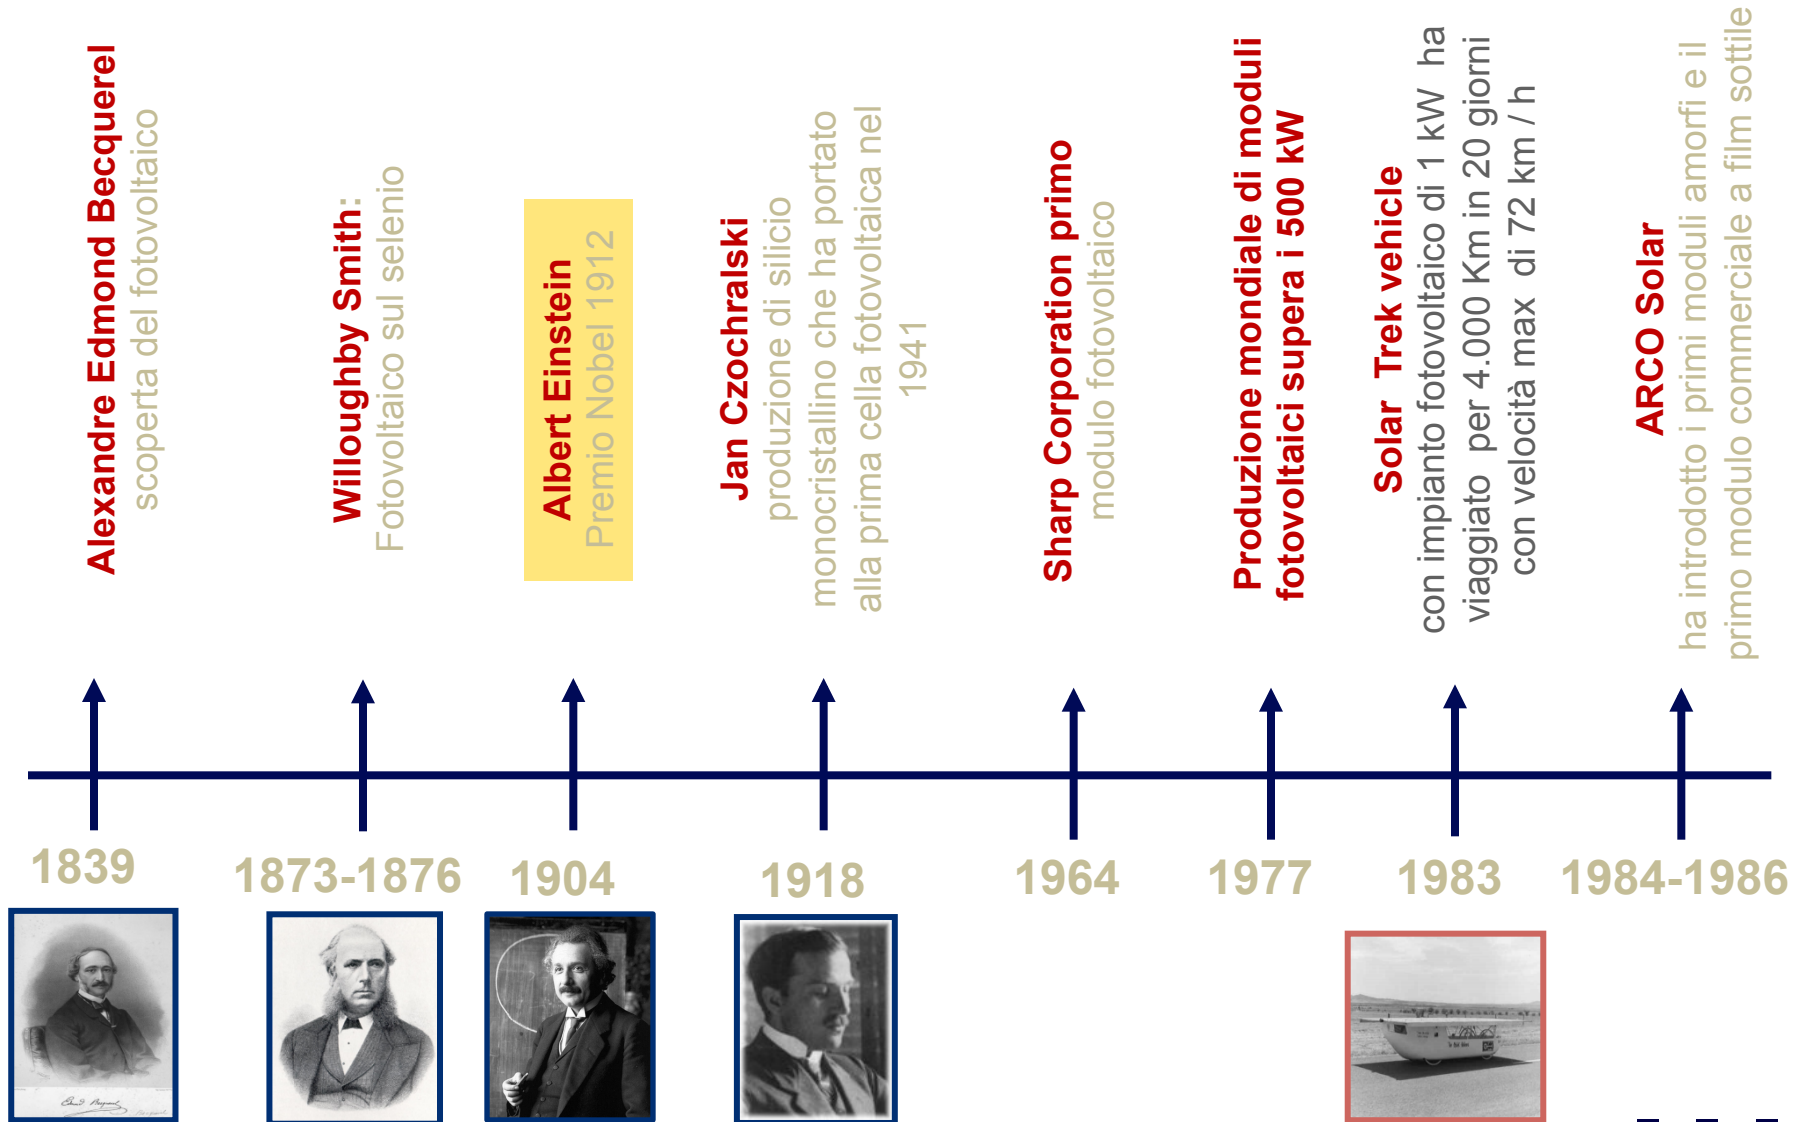 Alexandre Edmond Becquerel
scoperta del fotovoltaico
Willoughby Smith:
Fotovoltaico sul selenio
Albert Einstein
Premio Nobel 1912
Jan Czochralski
produzione di silicio
monocristallino che ha portato
alla prima cella fotovoltaica nel
1941
Sharp Corporation primo
modulo fotovoltaico
Produzione mondiale di moduli
fotovoltaici supera i 500 kW
Solar Trek vehicle
con impianto fotovoltaico di 1 kW ha
viaggiato per 4.000 Km in 20 giorni
con velocità max di 72 km / h
ARCO Solar
ha introdotto i primi moduli amorfi e il
primo modulo commerciale a film sottile
1839
1873-1876
1904
1918
1964
1977
1983
1984-1986